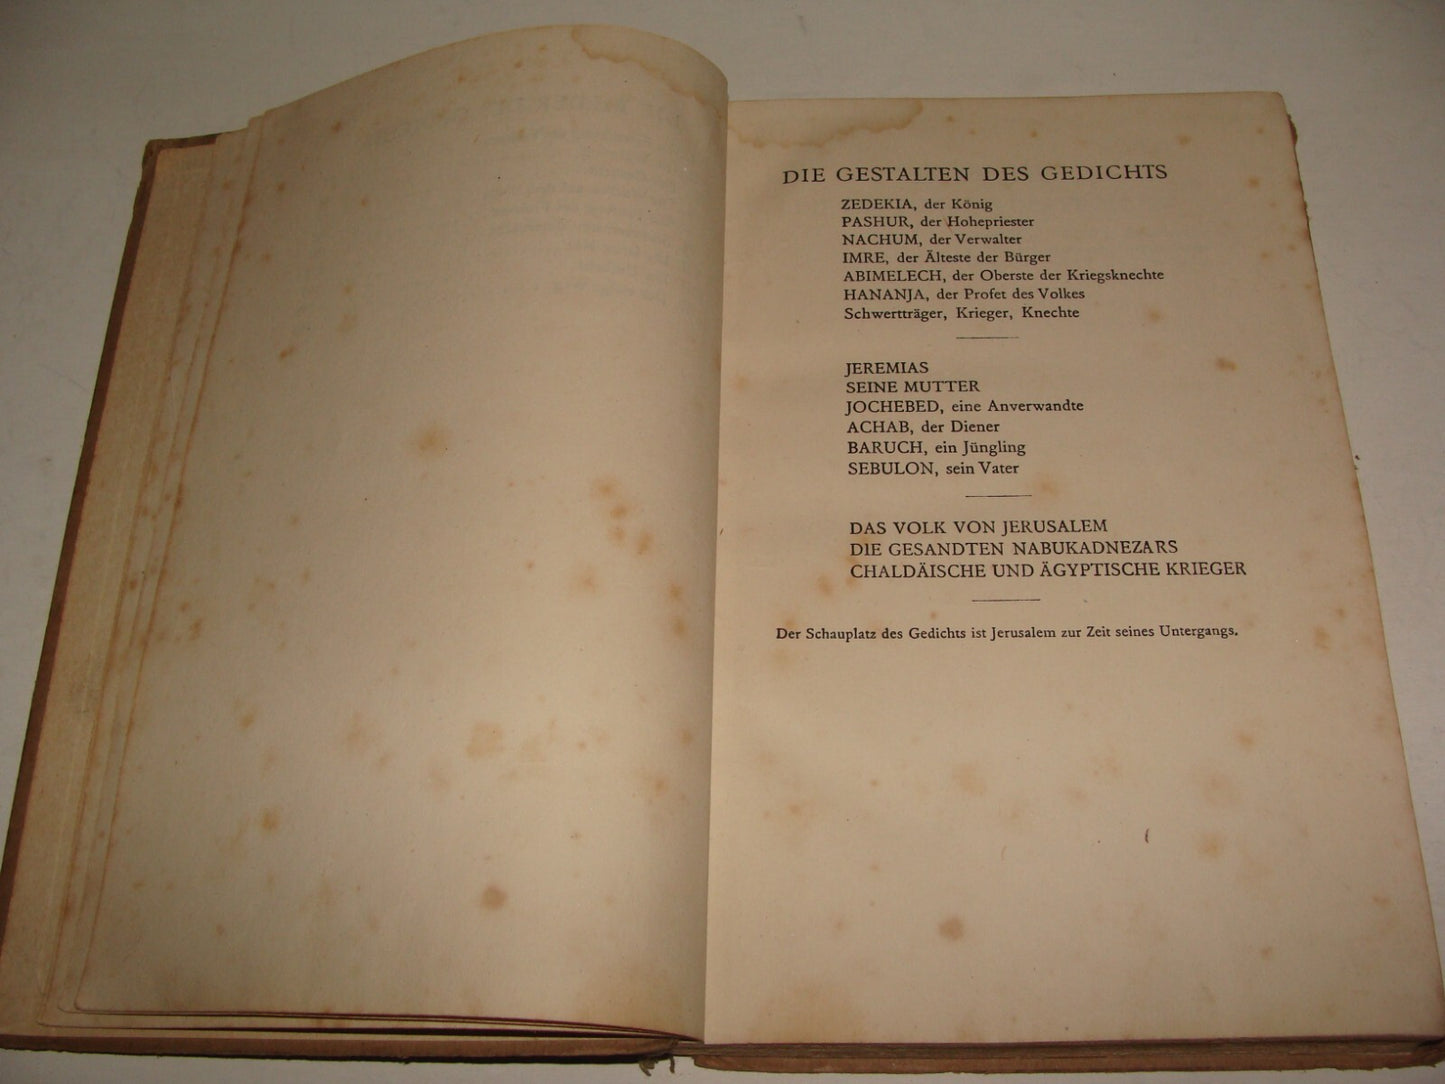 DIE GESTALTEN DES GEDICHTS
ZEDEKIA, der König
PASHUR, der Hohepriester
NACHUM, der Verwalter
IMRE, der Älteste der Bürger
ABIMELECH, der Oberste der Kriegsknechte
HANANJA, der Profet des Volkes
Schwertträger, Krieger, Knechte
JEREMIAS
SEINE MUTTER
JOCHEBED, eine Anverwandte
ACHAB, der Diener
BARUCH, ein Jüngling
SEBULON, sein Vater
DAS VOLK VON JERUSALEM
DIE GESANDTEN NABUKADNEZARS
CHALDÄISCHE UND ÄGYPTISCHE KRIEGER
Der Schauplatz des Gedichts ist Jerusalem zur Zeit seines Untergangs.